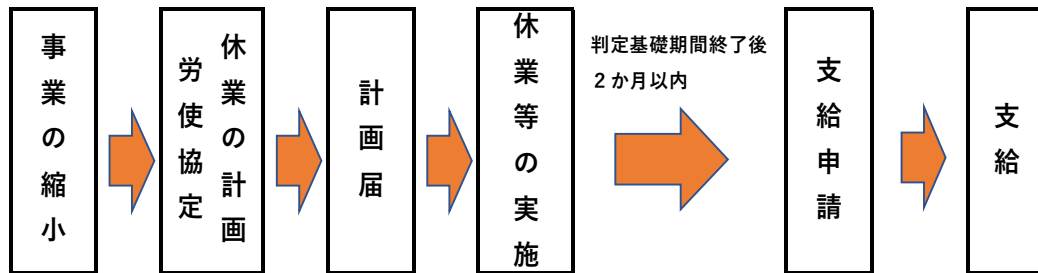 事業の縮小
休業の計画
労使協定
計画届
休業等の実施
判定基礎期間終了後
２か月以内
支給申請
支給